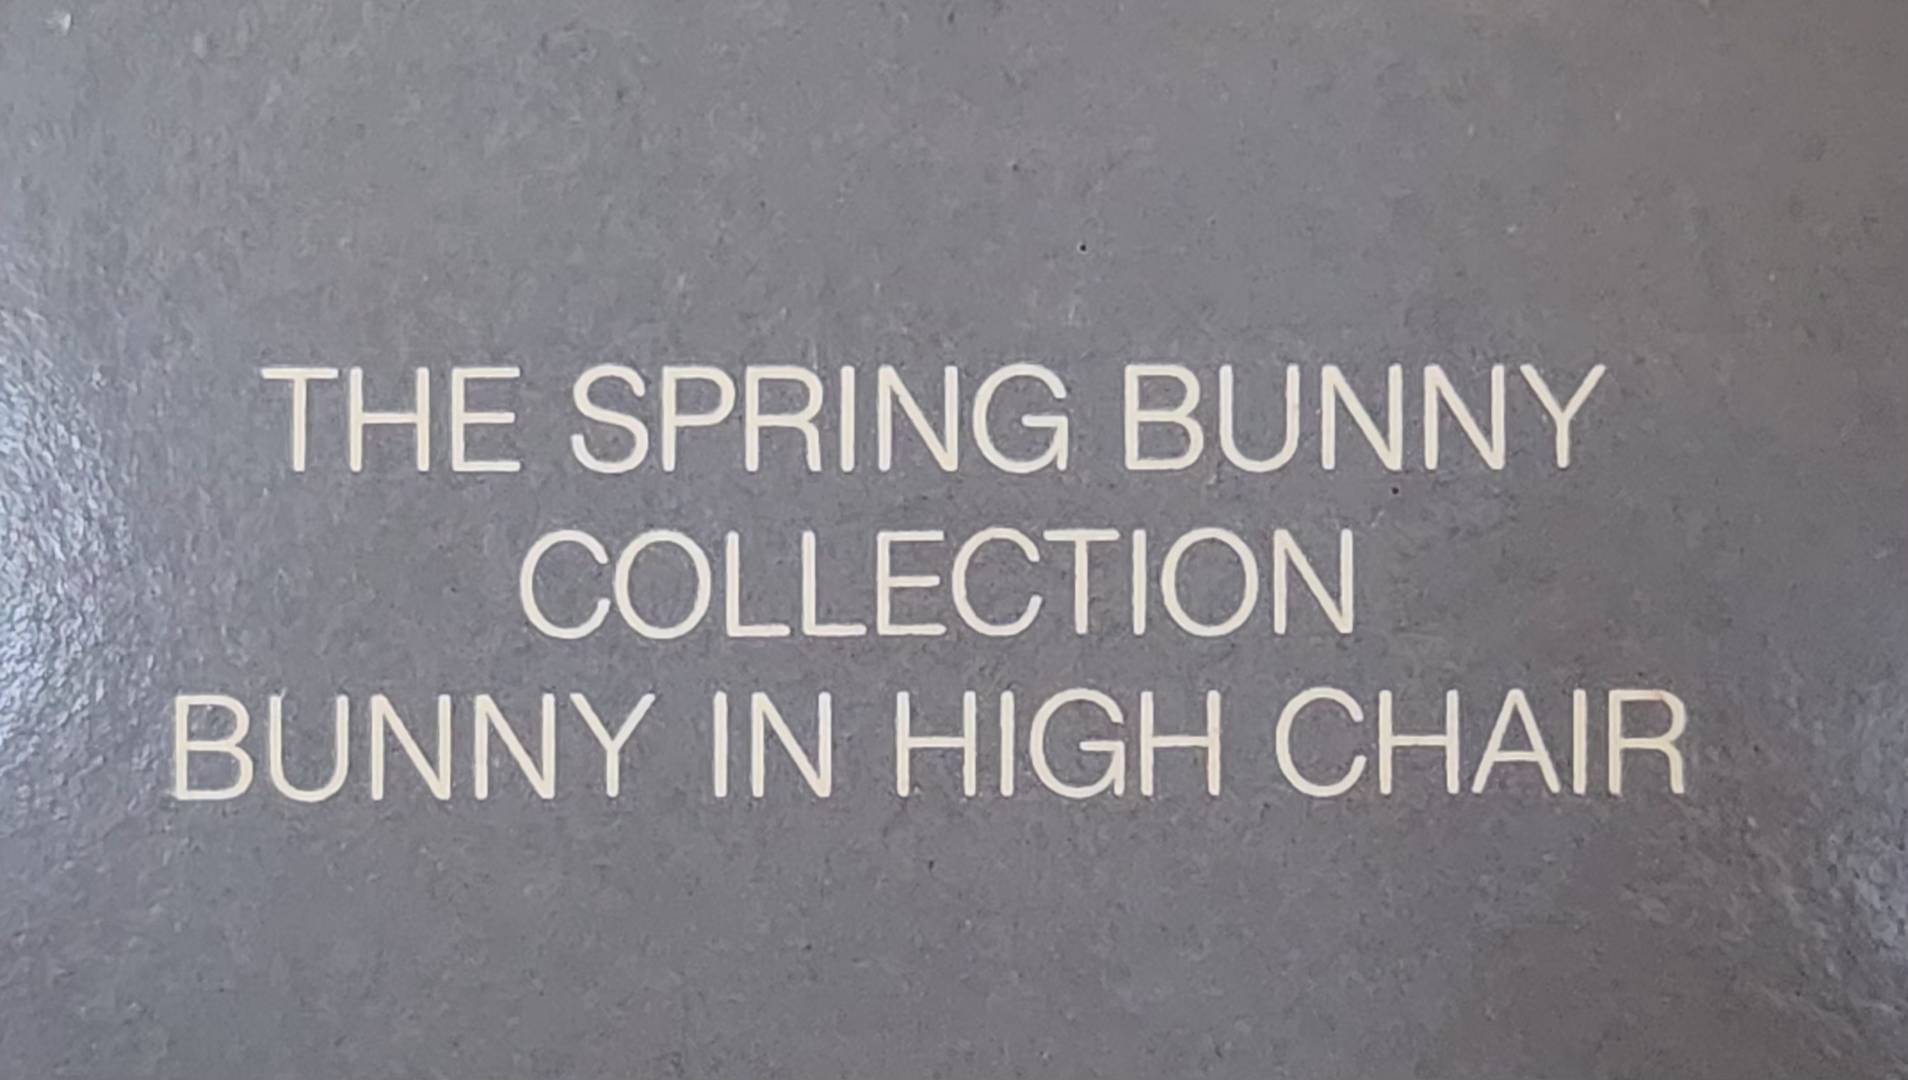 THE SPRING BUNNY
COLLECTION
BUNNY IN HIGH CHAIR